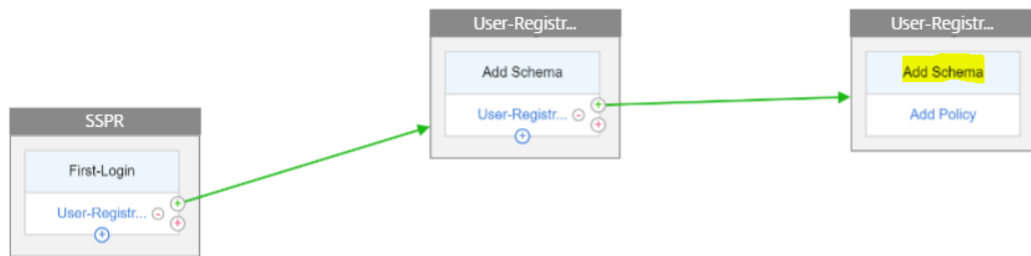 SSPR
First-Login
User-Registr...
User-Registr...
Add Schema
User-Registr...
User-Registr...
Add Schema
Add Policy